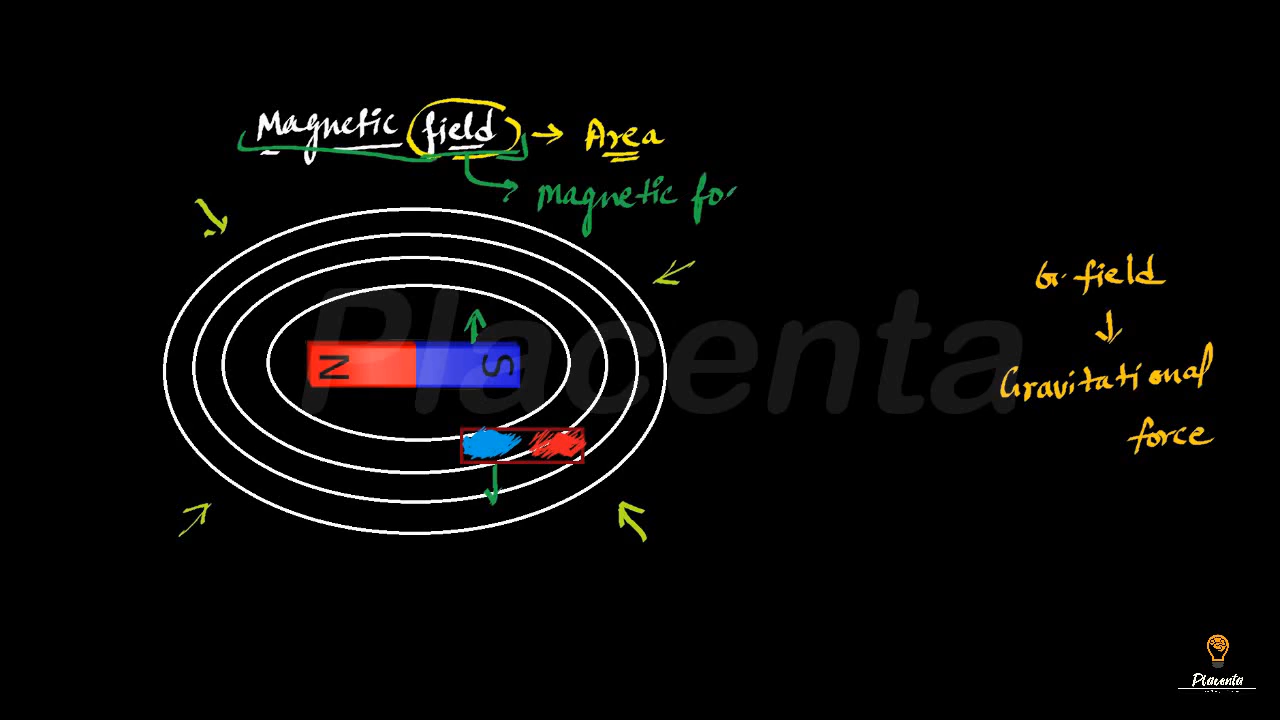 Magnetic field → Area
Magnetic fo
G. field
↓
Gravitational
force
N
S
Placenta
Placenta